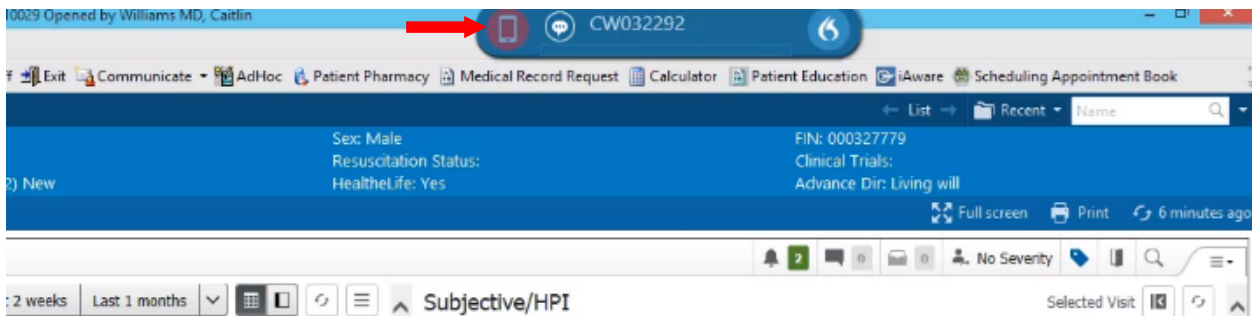 10029 Opened by Williams MD, Caitlin
CW032292
Exit Communicate AdHoc Patient Pharmacy Medical Record Request Calculator Patient Education iAware Scheduling Appointment Book
List Recent Name
Sex: Male FIN: 000327779
Resuscitation Status: Clinical Trials:
2) New HealtheLife: Yes Advance Dir: Living will
Full screen Print 6 minutes ago
2 0 0 No Severity
2 weeks Last 1 months Subjective/HPI Selected Visit